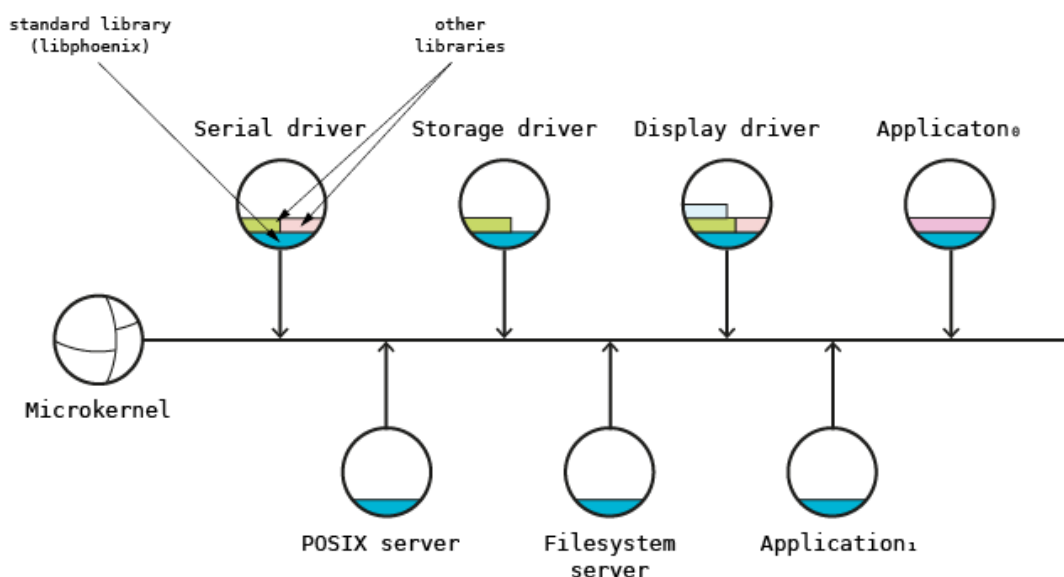 standard library
(libphoenix)
other
libraries
Serial driver
Storage driver
Display driver
Applicaton₀
Microkernel
POSIX server
Filesystem
server
Application₁